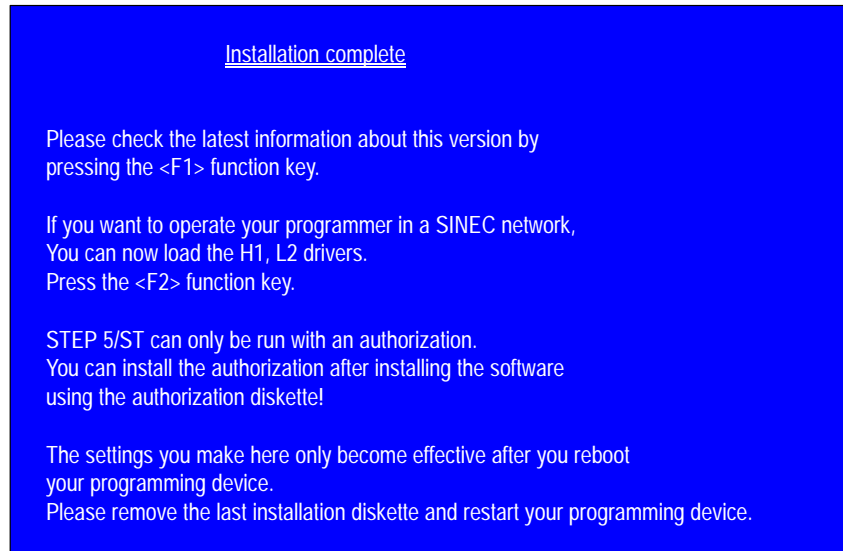 Installation complete
Please check the latest information about this version by
pressing the <F1> function key.
If you want to operate your programmer in a SINEC network,
You can now load the H1, L2 drivers.
Press the <F2> function key.
STEP 5/ST can only be run with an authorization.
You can install the authorization after installing the software
using the authorization diskette!
The settings you make here only become effective after you reboot
your programming device.
Please remove the last installation diskette and restart your programming device.